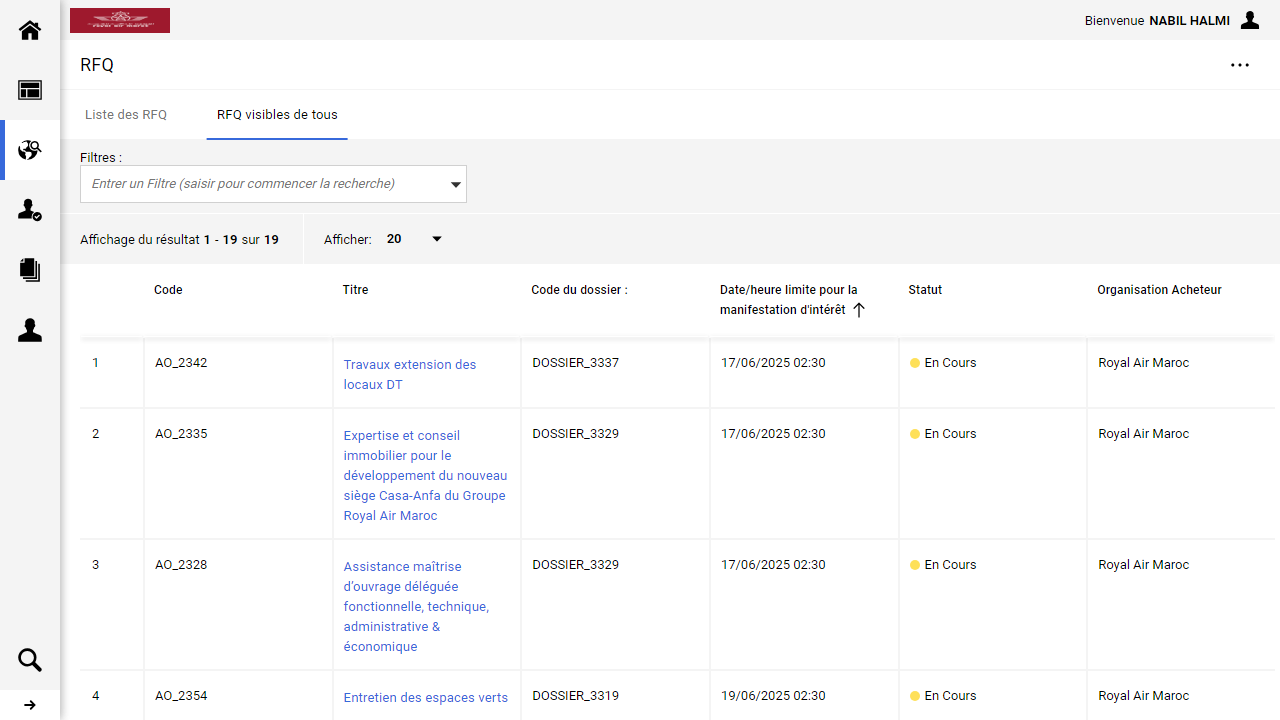 Bienvenue NABIL HALMI
RFQ
Liste des RFQ
RFQ visibles de tous
Filtres :
Entrer un Filtre (saisir pour commencer la recherche)
Affichage du résultat 1 - 19 sur 19
Afficher: 20
Code
Titre
Code du dossier :
Date/heure limite pour la
manifestation d'intérêt
Statut
Organisation Acheteur
1
AO_2342
Travaux extension des
locaux DT
DOSSIER_3337
17/06/2025 02:30
En Cours
Royal Air Maroc
2
AO_2335
Expertise et conseil
immobilier pour le
développement du nouveau
siège Casa-Anfa du Groupe
Royal Air Maroc
DOSSIER_3329
17/06/2025 02:30
En Cours
Royal Air Maroc
3
AO_2328
Assistance maîtrise
d’ouvrage déléguée
fonctionnelle, technique,
administrative &
économique
DOSSIER_3329
17/06/2025 02:30
En Cours
Royal Air Maroc
4
AO_2354
Entretien des espaces verts
DOSSIER_3319
19/06/2025 02:30
En Cours
Royal Air Maroc